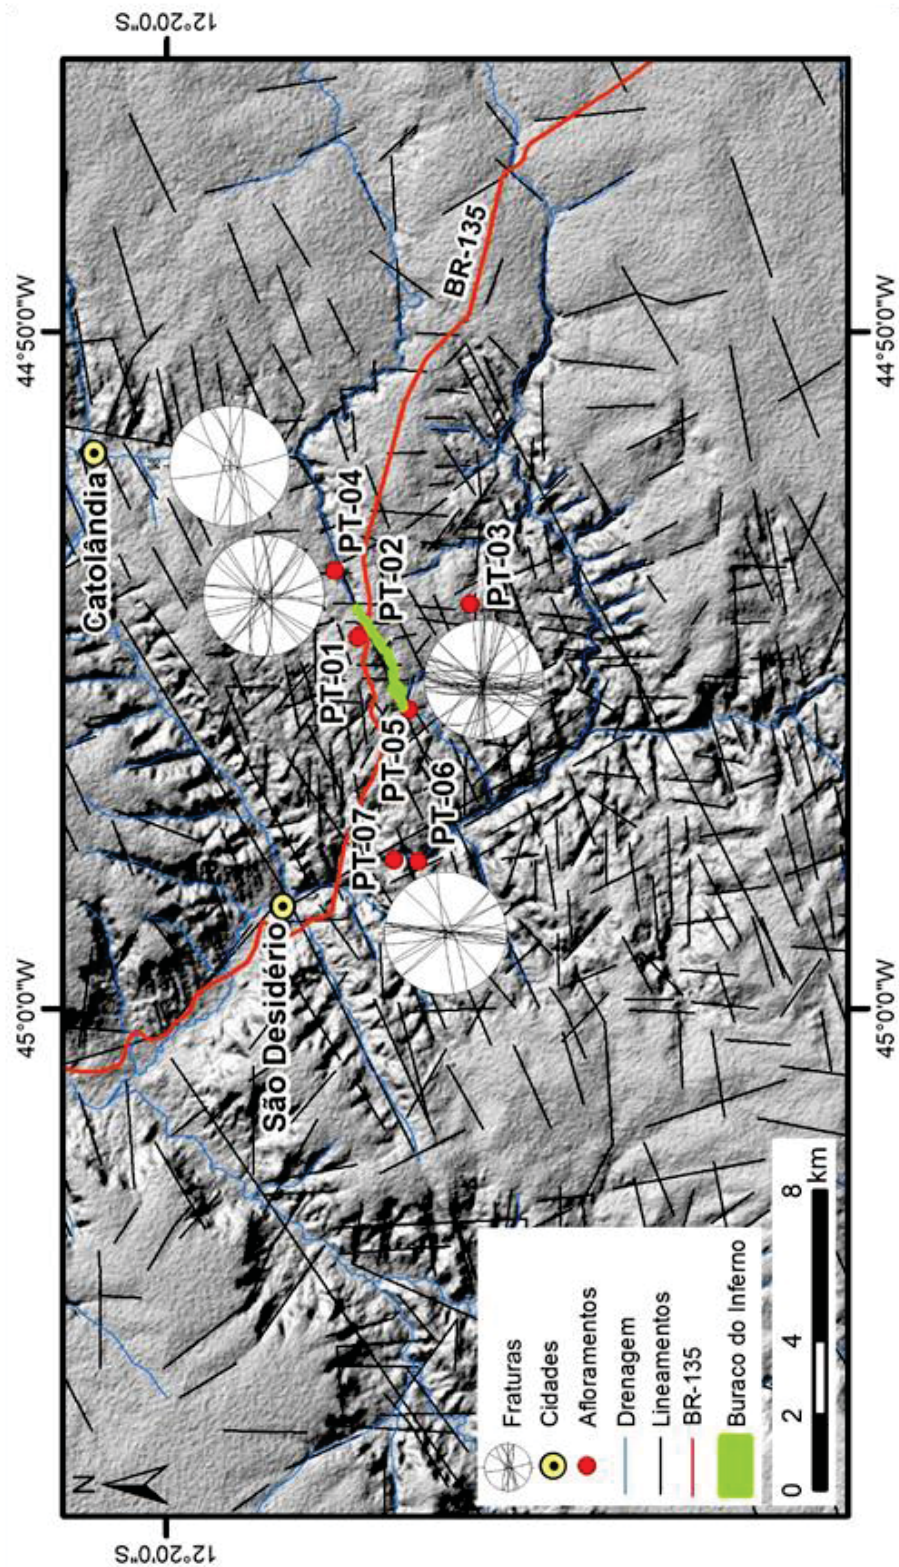 12°20'0"S
45°0'0"W
44°50'0"W
Catolândia
São Desidério
BR-135
PT-04
PT-02
PT-01
PT-03
PT-05
PT-07
PT-06
N
Fraturas
Cidades
Afloramentos
Drenagem
Lineamentos
BR-135
Buraco do Inferno
0 2 4 8
km
12°20'0"S
45°0'0"W
44°50'0"W